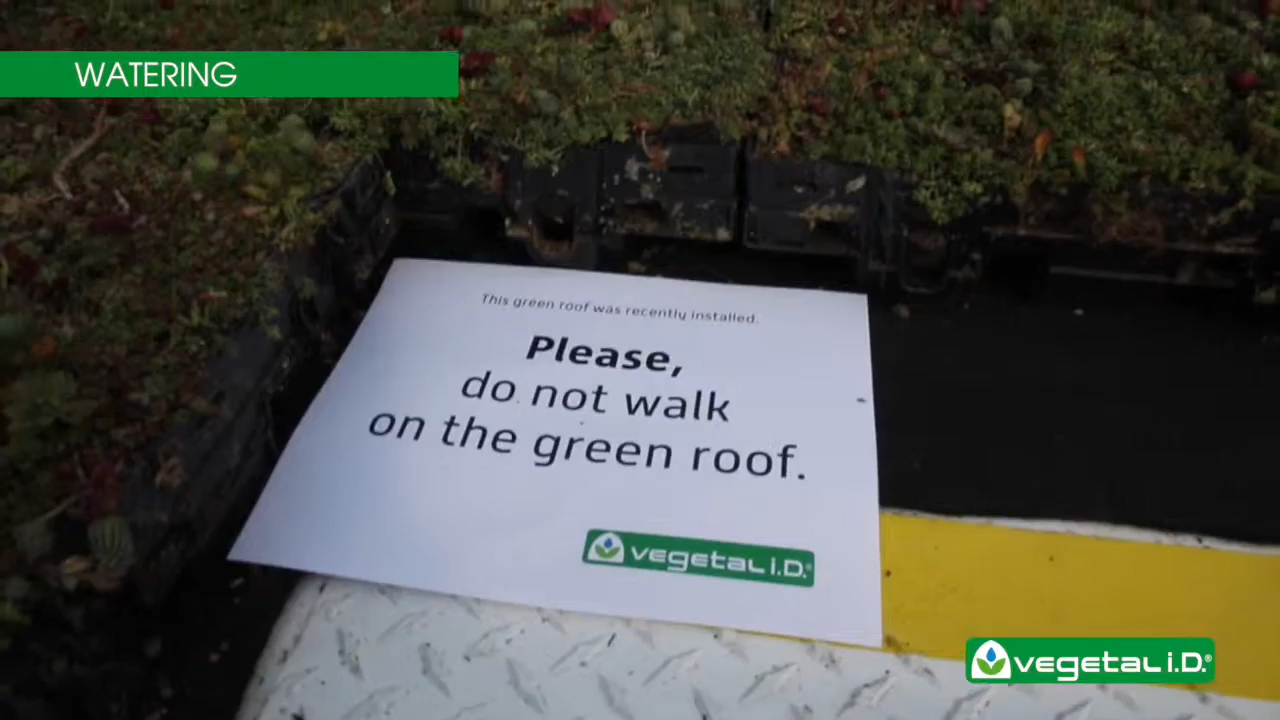 WATERING
This green roof was recently installed.
Please,
do not walk
on the green roof.
vegetal i.D.®
vegetal i.D.®